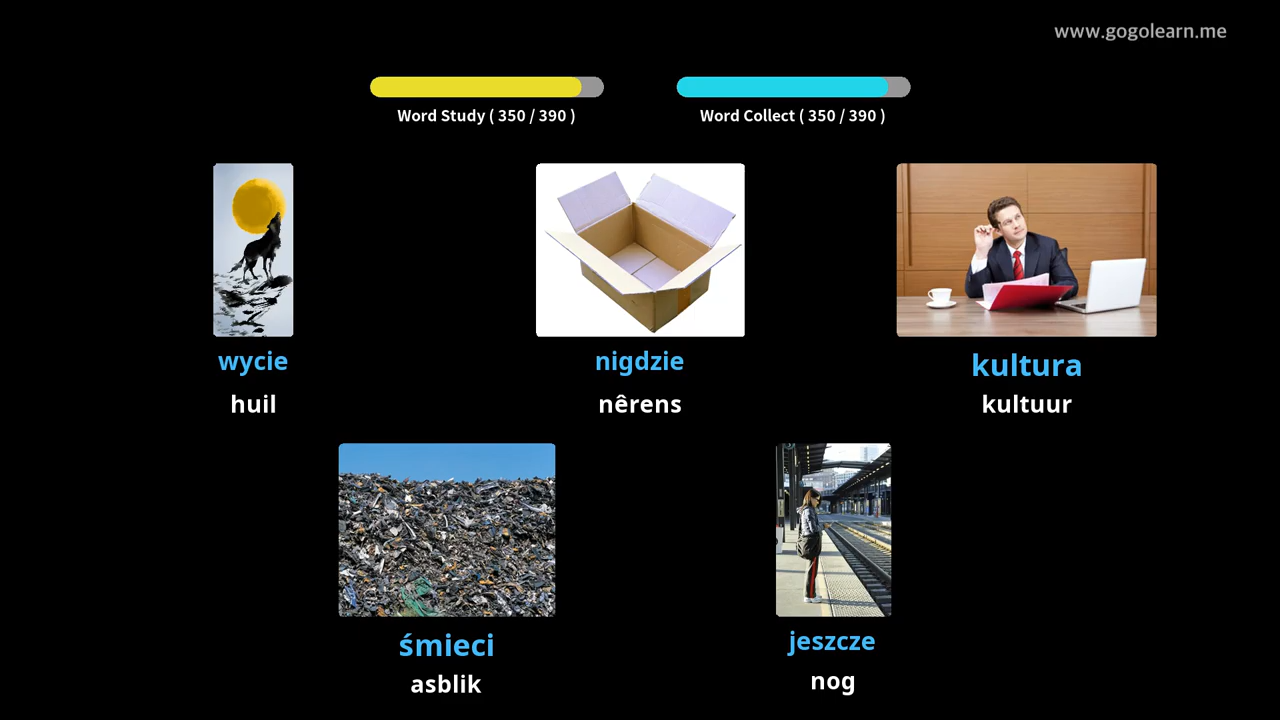 www.gogolearn.me
Word Study ( 350 / 390 )
Word Collect ( 350 / 390 )
wycie
huil
nigdzie
nêrens
kultura
kultuur
śmieci
asblik
jeszcze
nog